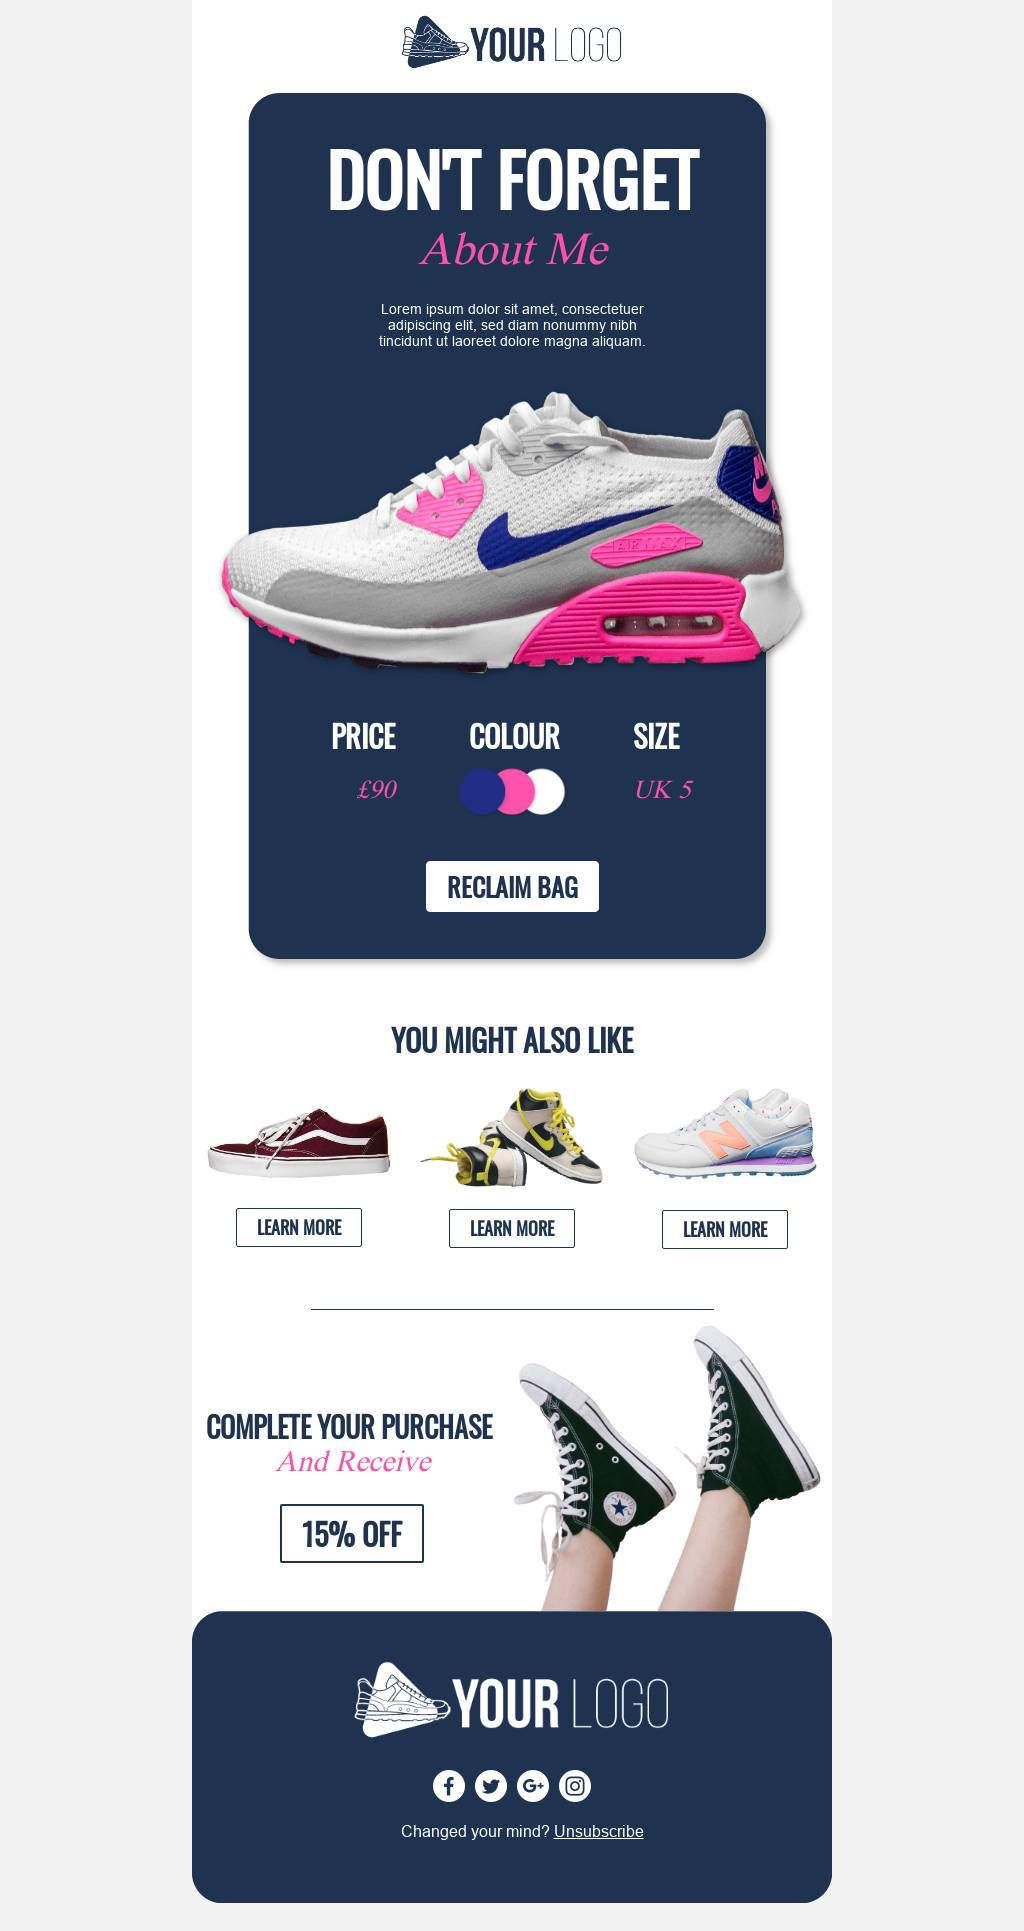 YOUR LOGO
DON'T FORGET
About Me
Lorem ipsum dolor sit amet, consectetuer
adipiscing elit, sed diam nonummy nibh
tincidunt ut laoreet dolore magna aliquam.
AIR MAX
PRICE
£90
COLOUR
SIZE
UK 5
RECLAIM BAG
YOU MIGHT ALSO LIKE
LEARN MORE
LEARN MORE
LEARN MORE
COMPLETE YOUR PURCHASE
And Receive
15% OFF
YOUR LOGO
Changed your mind? Unsubscribe